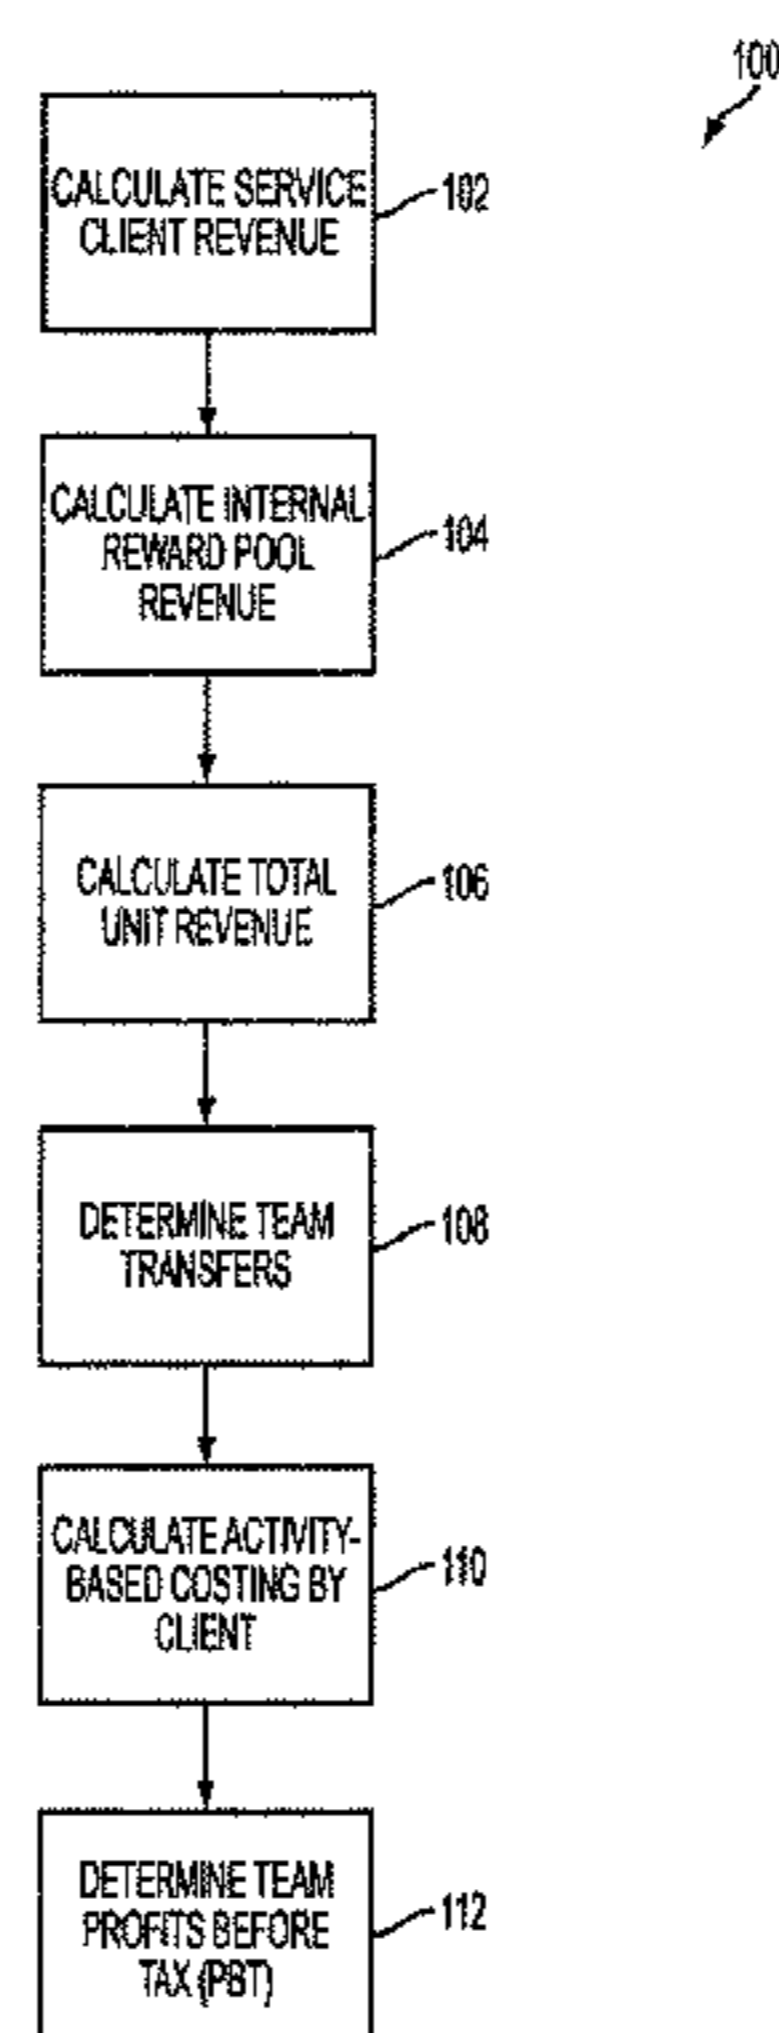 100
CALCULATE SERVICE
CLIENT REVENUE
102
CALCULATE INTERNAL
REWARD POOL
REVENUE
104
CALCULATE TOTAL
UNIT REVENUE
106
DETERMINE TEAM
TRANSFERS
108
CALCULATE ACTIVITY-
BASED COSTING BY
CLIENT
110
DETERMINE TEAM
PROFITS BEFORE
TAX (PBT)
112